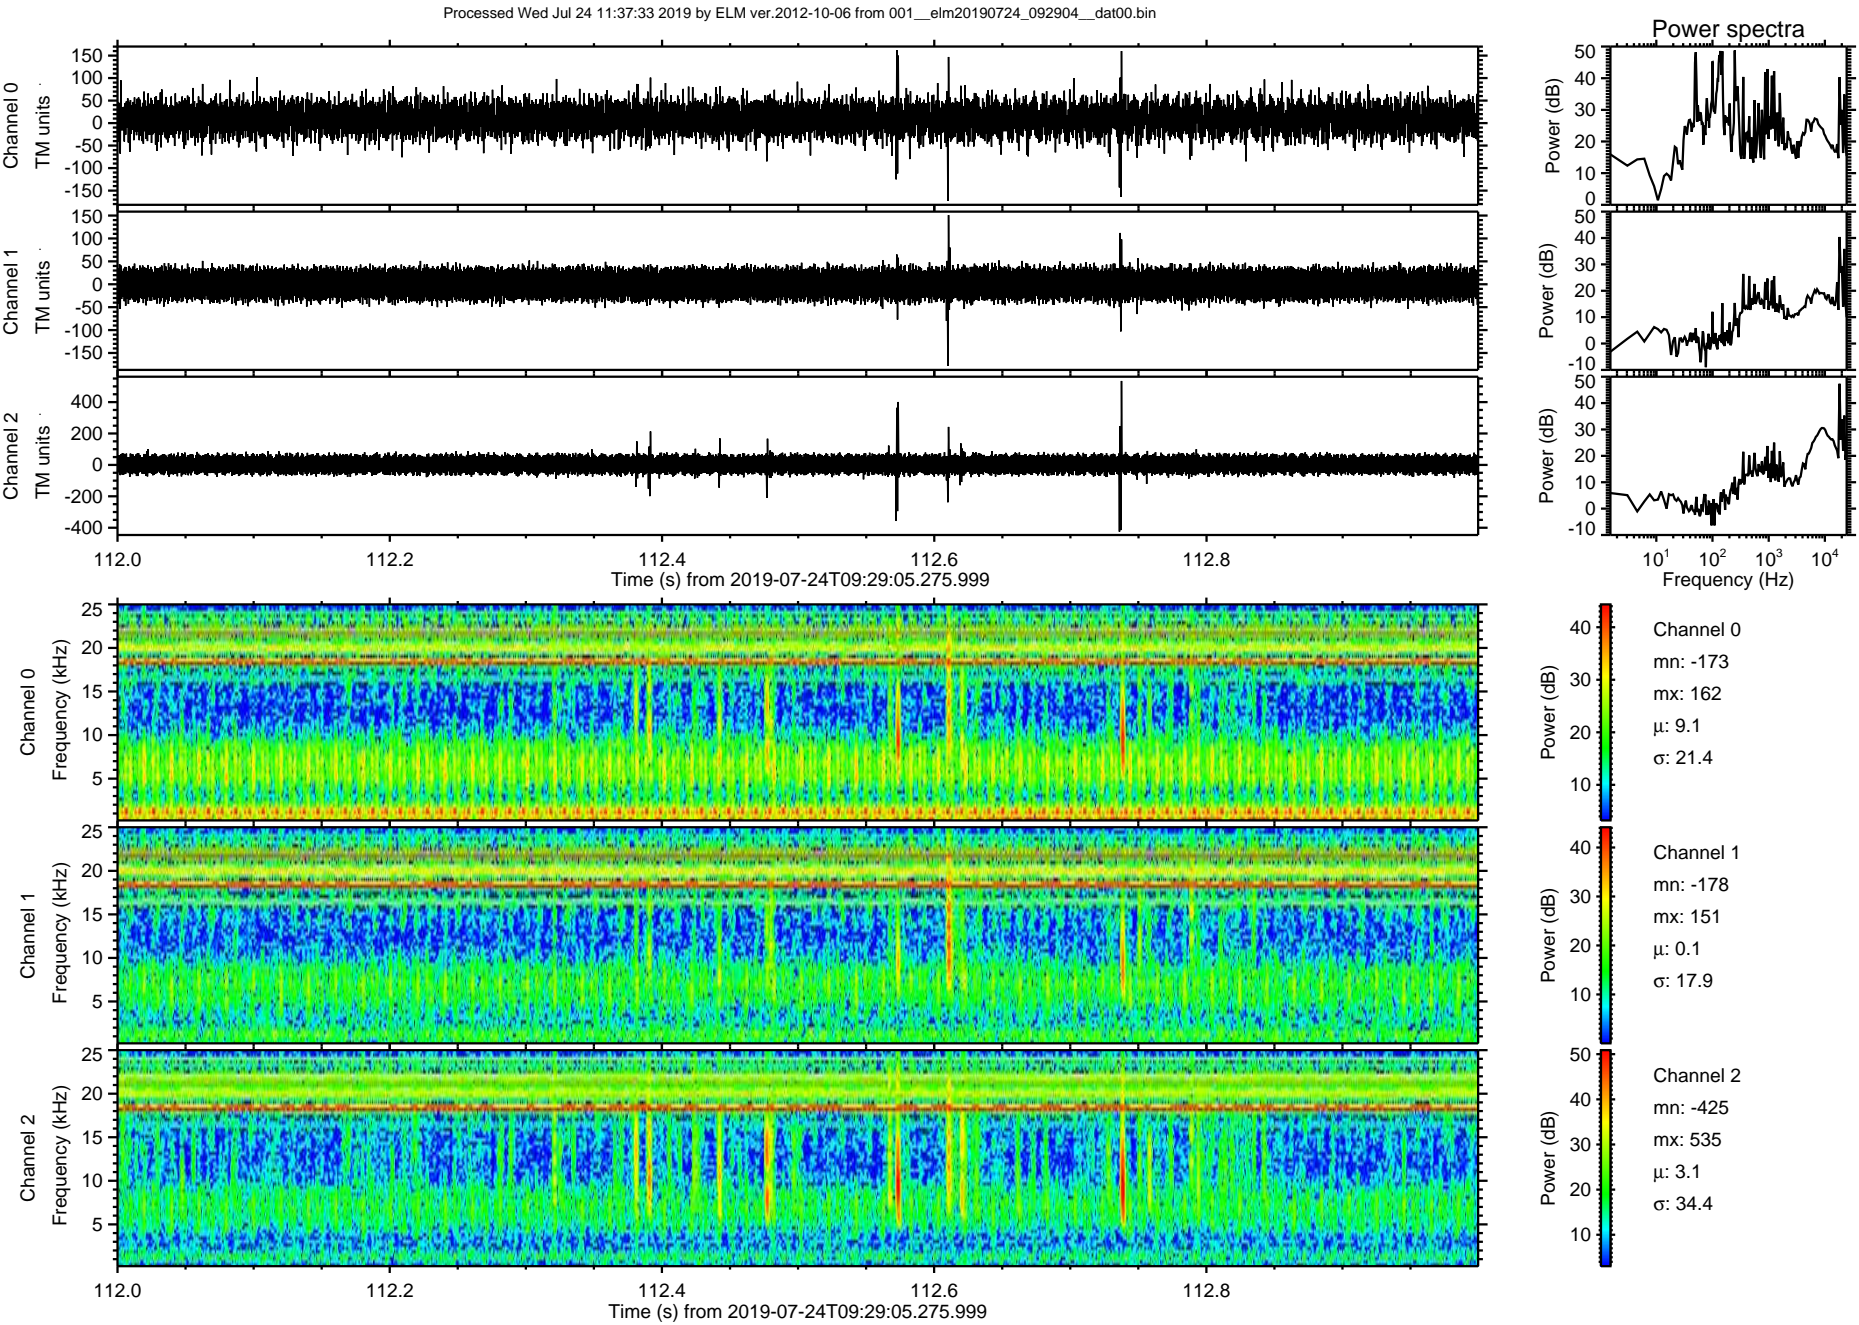 Processed Wed Jul 24 11:37:33 2019 by ELM ver.2012-10-06 from 001__elm20190724_092904__dat00.bin
Power spectra
Channel 0
TM units
150
100
50
0
-50
-100
-150
Power (dB)
50
40
30
20
10
0
Channel 1
TM units
150
100
50
0
-50
-100
-150
Power (dB)
50
40
30
20
10
0
-10
Channel 2
TM units
400
200
0
-200
-400
Power (dB)
50
40
30
20
10
0
-10
112.0 112.2 112.4 112.6 112.8
Time (s) from 2019-07-24T09:29:05.275.999
10¹ 10² 10³ 10⁴
Frequency (Hz)
Channel 0
Frequency (kHz)
25
20
15
10
5
Power (dB)
40
30
20
10
Channel 0
mn: -173
mx: 162
μ: 9.1
σ: 21.4
Channel 1
Frequency (kHz)
25
20
15
10
5
Power (dB)
40
30
20
10
Channel 1
mn: -178
mx: 151
μ: 0.1
σ: 17.9
Channel 2
Frequency (kHz)
25
20
15
10
5
Power (dB)
50
40
30
20
10
Channel 2
mn: -425
mx: 535
μ: 3.1
σ: 34.4
112.0 112.2 112.4 112.6 112.8
Time (s) from 2019-07-24T09:29:05.275.999